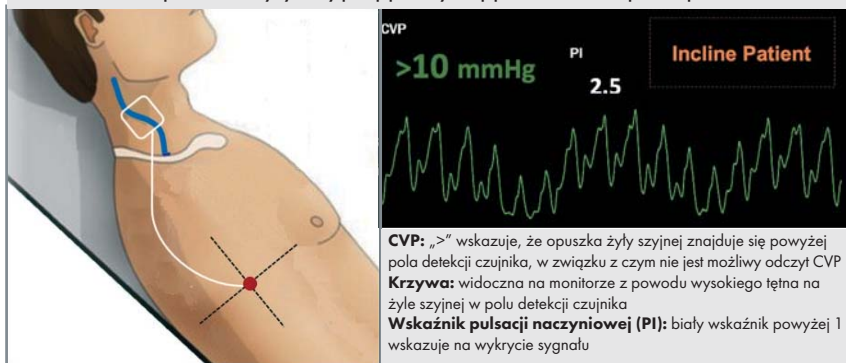 CVP
>10 mmHg
PI
2.5
Incline Patient
CVP: „>” wskazuje, że opuszka żyły szyjnej znajduje się powyżej
pola detekcji czujnika, w związku z czym nie jest możliwy odczyt CVP
Krzywa: widoczna na monitorze z powodu wysokiego tętna na
żyle szyjnej w polu detekcji czujnika
Wskaźnik pulsacji naczyniowej (PI): biały wskaźnik powyżej 1
wskazuje na wykrycie sygnału